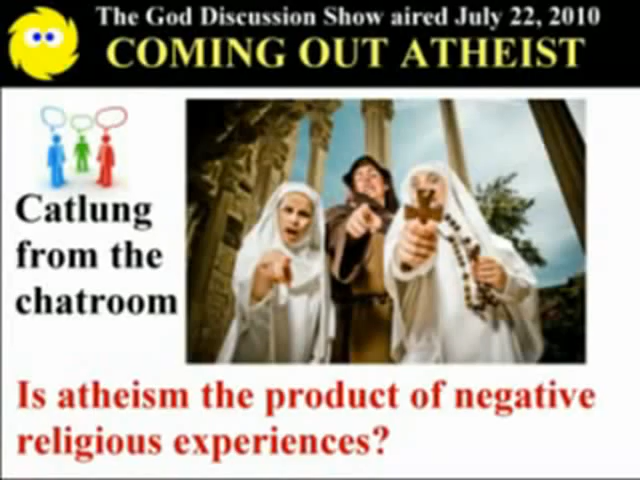 The God Discussion Show aired July 22, 2010
COMING OUT ATHEIST
Catlung
from the
chatroom
Is atheism the product of negative
religious experiences?